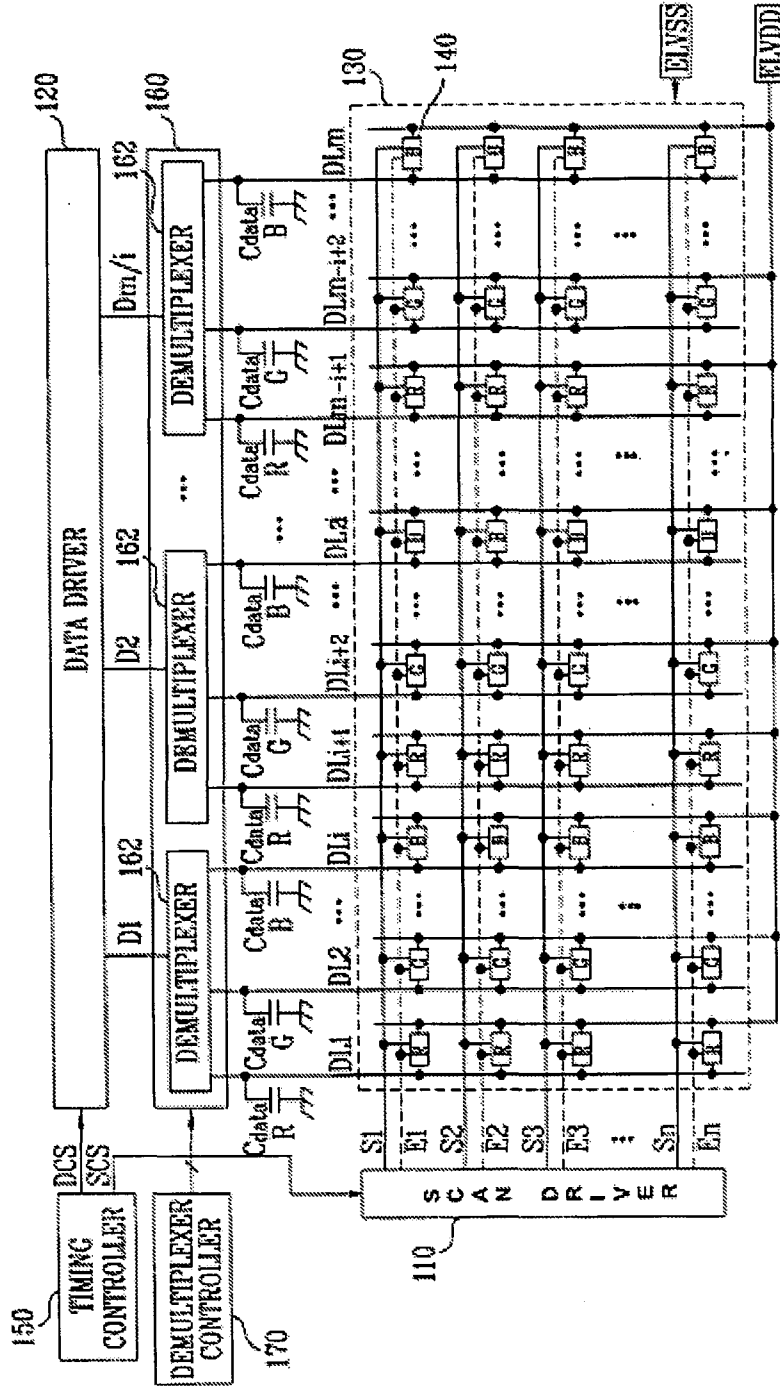 120
DATA DRIVER
150
TIMING
CONTROLLER
DCS
SCS
D1
D2
Dm/i
160
162
162
162
DEMULTIPLEXER
DEMULTIPLEXER
...
DEMULTIPLEXER
DEMULTIPLEXER
CONTROLLER
170
Cdata
R
Cdata
G
Cdata
B
Cdata
R
Cdata
G
Cdata
B
...
Cdata
R
Cdata
G
Cdata
B
DL1
DL2
...
DLi
DLi+1
DLi+2
...
DLa
...
DLm-i+1
DLm-i+2
...
DLm
130
140
SCAN DRIVER
110
S1
E1
R G ... B R G ... R G ... B
S2
E2
R G ... B R G ... B ... R G ...
S3
E3
R G ... B R G ... R G ...
... ... ... ...
Sn
En
R G ... B R G ... R G ... B
ELVSS
ELVDD